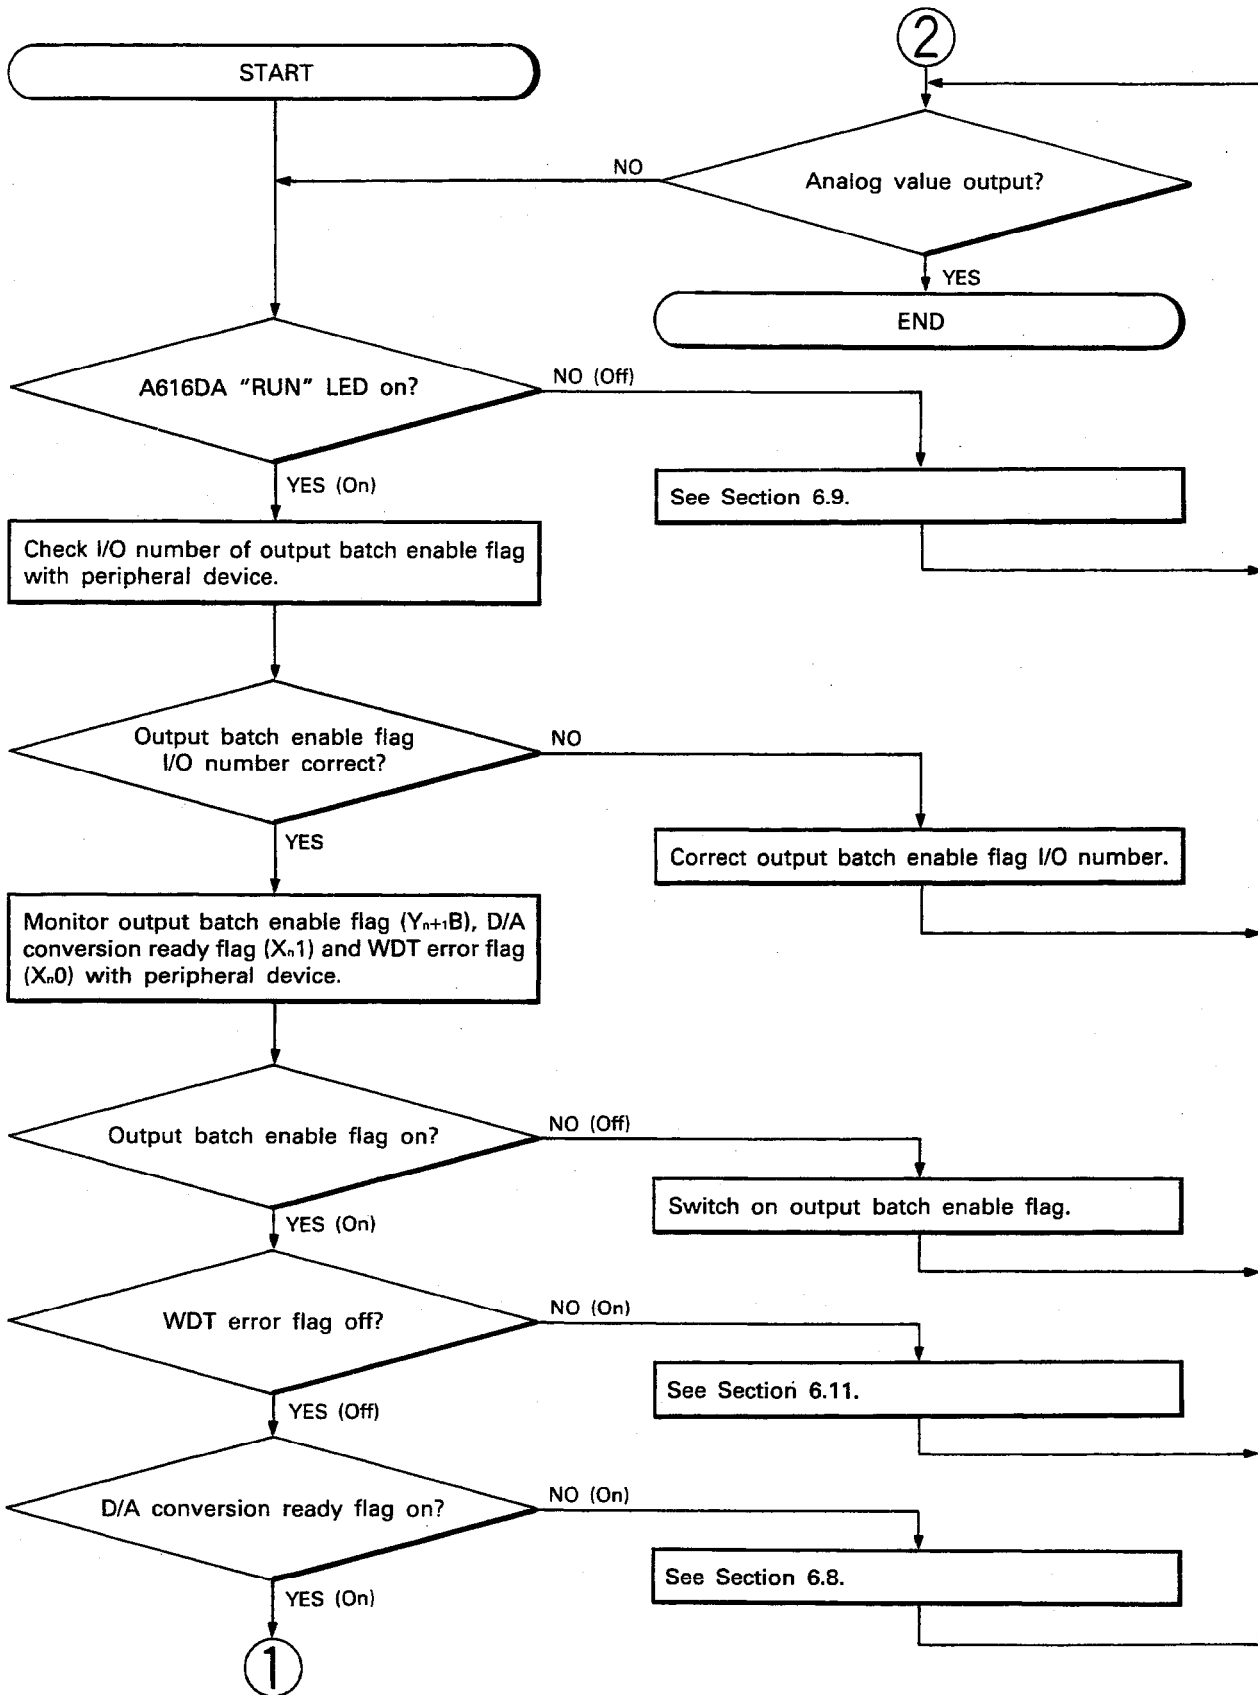 START
2
NO
Analog value output?
YES
END
A616DA "RUN" LED on?
NO (Off)
YES (On)
See Section 6.9.
Check I/O number of output batch enable flag
with peripheral device.
Output batch enable flag
I/O number correct?
NO
YES
Correct output batch enable flag I/O number.
Monitor output batch enable flag (Yn+1B), D/A
conversion ready flag (Xn1) and WDT error flag
(Xn0) with peripheral device.
Output batch enable flag on?
NO (Off)
YES (On)
Switch on output batch enable flag.
WDT error flag off?
NO (On)
YES (Off)
See Section 6.11.
D/A conversion ready flag on?
NO (On)
YES (On)
See Section 6.8.
1